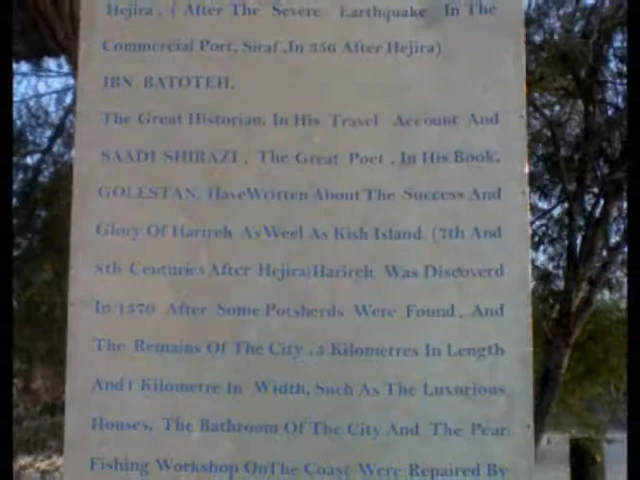 Hejira. ( After The Severe Earthquake In The
Commercial Port, Siraf ,In 356 After Hejira)
IBN BATOTEH,
The Great Historian, In His Travel Account And
SAADI SHIRAZI , The Great Poet , In His Book,
GOLESTAN, HaveWritten About The Success And
Glory Of Harireh AsWeel As Kish Island, (7th And
8th Centuries After Hejira)Harireh Was Discoverd
In 1370 After Some Potsherds Were Found , And
The Remains Of The City , 3 Kilometres In Length
And1 Kilometre In Width, Such As The Luxurious
Houses, The Bathroom Of The City And The Pear
Fishing Workshop OnThe Coast Were Repaired By